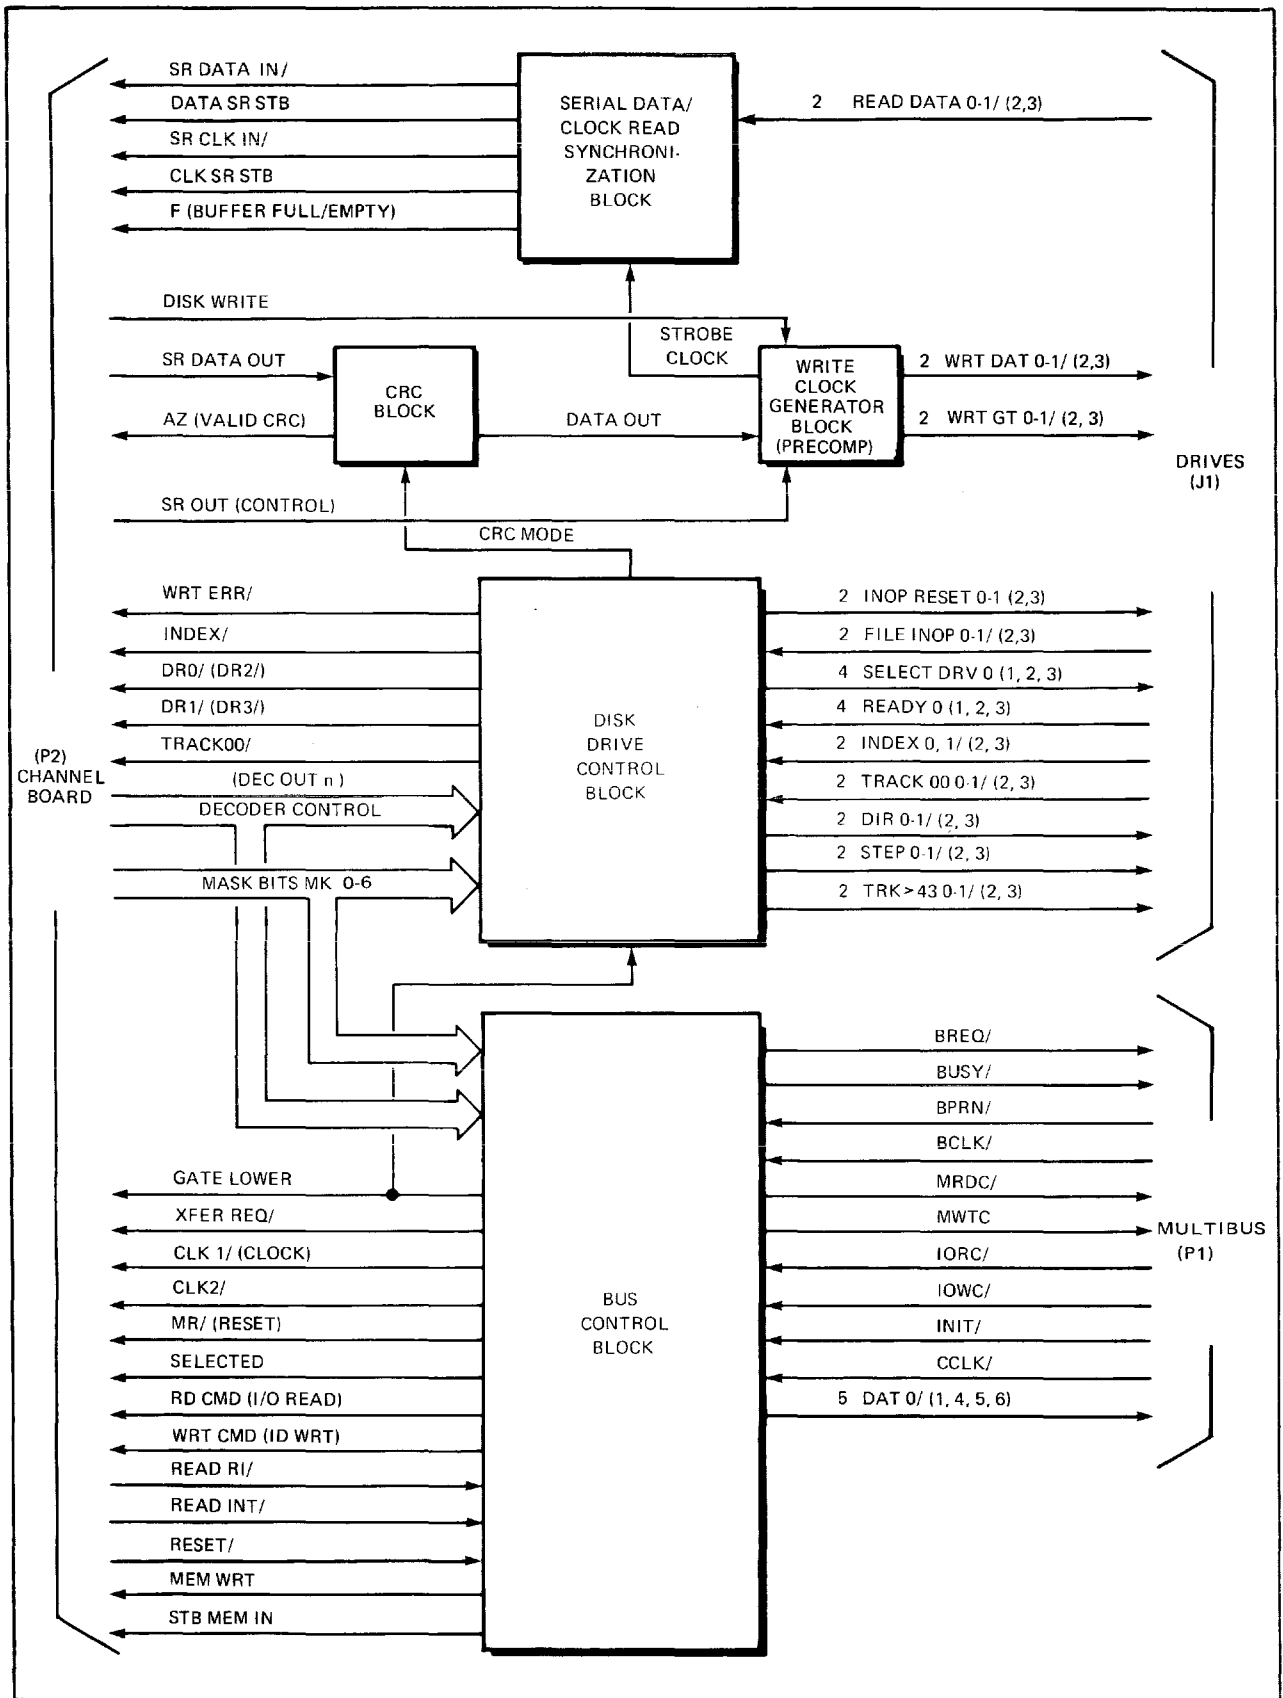 SR DATA IN/
DATA SR STB
SR CLK IN/
CLK SR STB
F (BUFFER FULL/EMPTY)
SERIAL DATA/
CLOCK READ
SYNCHRONI-
ZATION
BLOCK
2 READ DATA 0-1/ (2,3)
DISK WRITE
SR DATA OUT
AZ (VALID CRC)
CRC
BLOCK
DATA OUT
STROBE
CLOCK
WRITE
CLOCK
GENERATOR
BLOCK
(PRECOMP)
2 WRT DAT 0-1/ (2,3)
2 WRT GT 0-1/ (2, 3)
DRIVES
(J1)
SR OUT (CONTROL)
CRC MODE
WRT ERR/
INDEX/
DR0/ (DR2/)
DR1/ (DR3/)
TRACK00/
(DEC OUT n )
DECODER CONTROL
MASK BITS MK 0-6
(P2)
CHANNEL
BOARD
DISK
DRIVE
CONTROL
BLOCK
2 INOP RESET 0-1 (2,3)
2 FILE INOP 0-1/ (2,3)
4 SELECT DRV 0 (1, 2, 3)
4 READY 0 (1, 2, 3)
2 INDEX 0, 1/ (2, 3)
2 TRACK 00 0-1/ (2, 3)
2 DIR 0-1/ (2, 3)
2 STEP 0-1/ (2, 3)
2 TRK>43 0-1/ (2, 3)
GATE LOWER
XFER REQ/
CLK 1/ (CLOCK)
CLK2/
MR/ (RESET)
SELECTED
RD CMD (I/O READ)
WRT CMD (ID WRT)
READ RI/
READ INT/
RESET/
MEM WRT
STB MEM IN
BUS
CONTROL
BLOCK
BREQ/
BUSY/
BPRN/
BCLK/
MRDC/
MWTC
IORC/
IOWC/
INIT/
CCLK/
5 DAT 0/ (1, 4, 5, 6)
MULTIBUS
(P1)